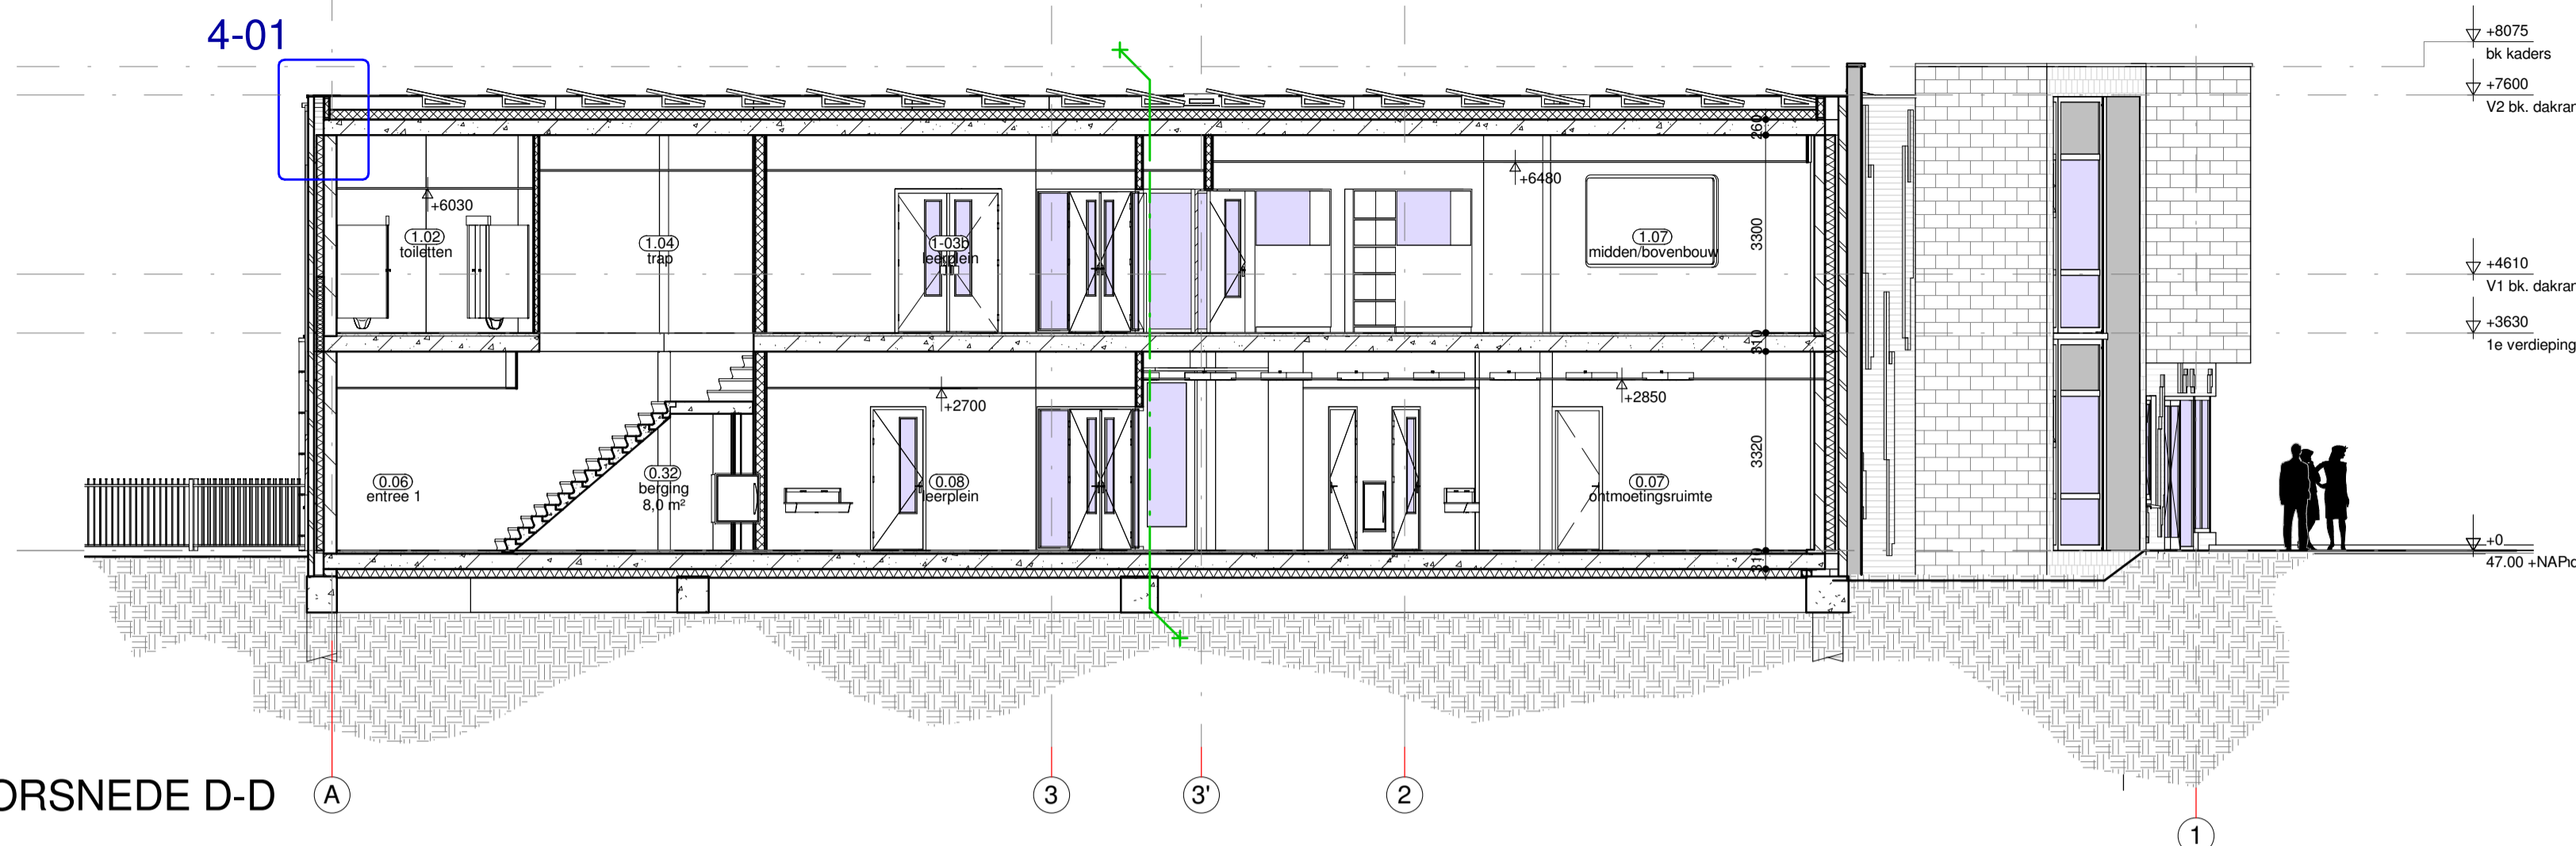 4-01
+8075
bk kaders
+7600
V2 bk. dakran
260
+6480
+6030
1.02
toiletten
1.04
trap
1-03b
leerplein
3300
1.07
midden/bovenbouw
+4610
V1 bk. dakran
+3630
1e verdieping
310
+2700
+2850
3320
0.06
entree 1
0.32
berging
8,0 m²
0.08
leerplein
0.07
ontmoetingsruimte
+0
47.00 +NAP
310
ORSNEDE D-D
A
3
3'
2
1